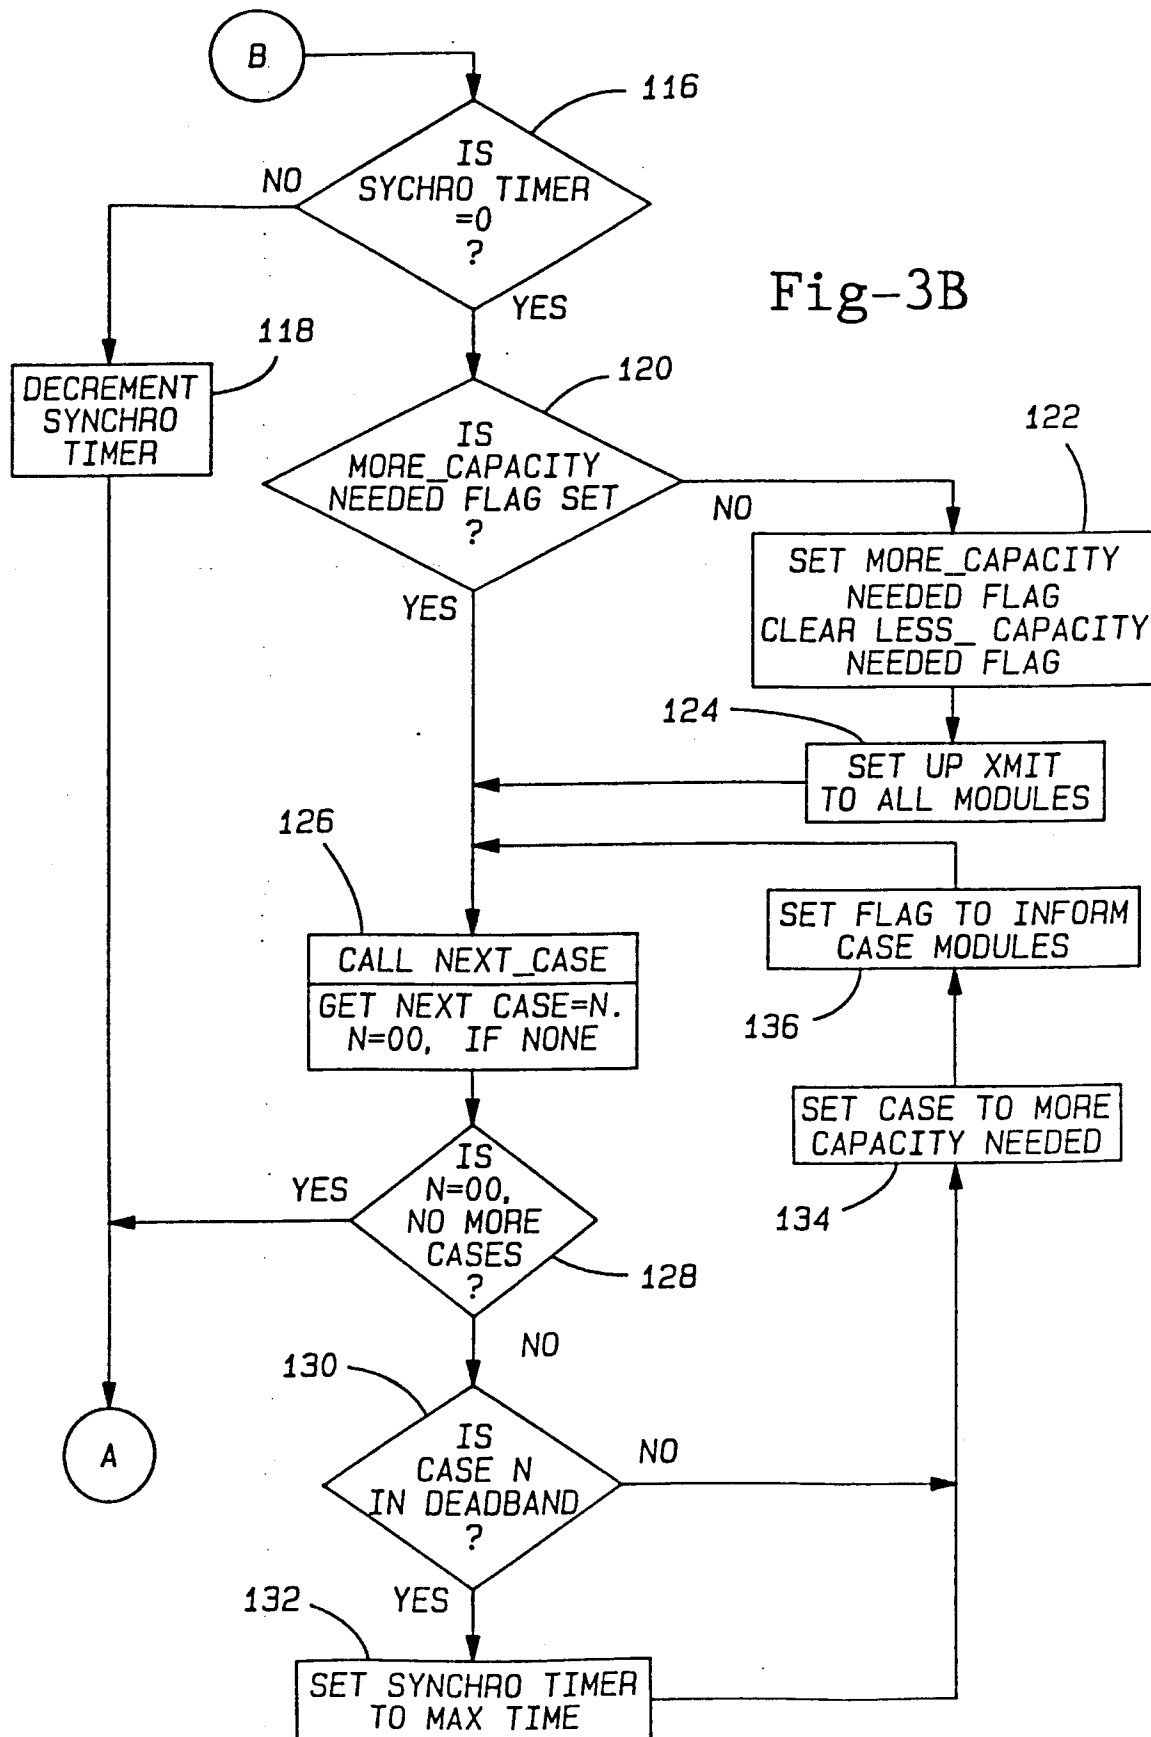 B
116
IS
SYCHRO TIMER
=0
?
NO
YES
Fig-3B
118
DECREMENT
SYNCHRO
TIMER
120
IS
MORE_CAPACITY
NEEDED FLAG SET
?
NO
YES
122
SET MORE_CAPACITY
NEEDED FLAG
CLEAR LESS_ CAPACITY
NEEDED FLAG
124
SET UP XMIT
TO ALL MODULES
126
CALL NEXT_CASE
GET NEXT CASE=N.
N=00, IF NONE
SET FLAG TO INFORM
CASE MODULES
136
SET CASE TO MORE
CAPACITY NEEDED
134
IS
N=00,
NO MORE
CASES
?
YES
128
NO
130
IS
CASE N
IN DEADBAND
?
NO
YES
A
132
SET SYNCHRO TIMER
TO MAX TIME